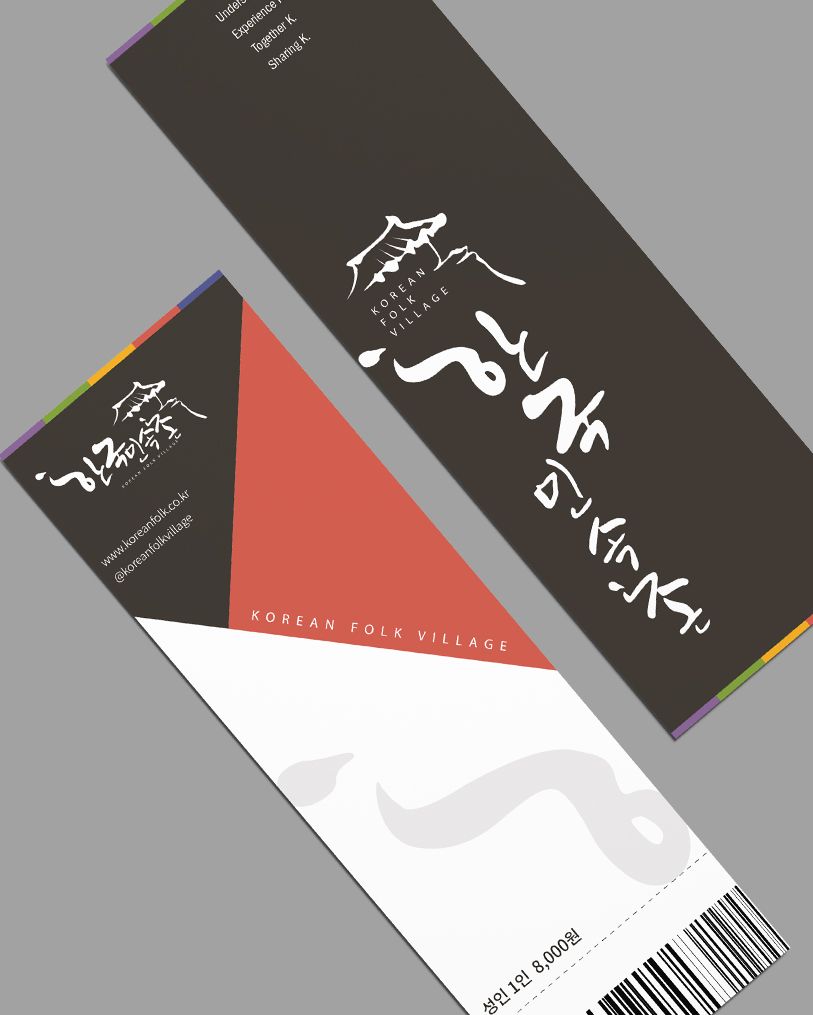 Experience
Together K.
Sharing K.
KOREAN
FOLK
VILLAGE
한국민속촌
한국민속촌
KOREAN FOLK VILLAGE
www.koreanfolk.co.kr
@koreanfolkvillage
KOREAN FOLK VILLAGE
성인 1인 8,000원